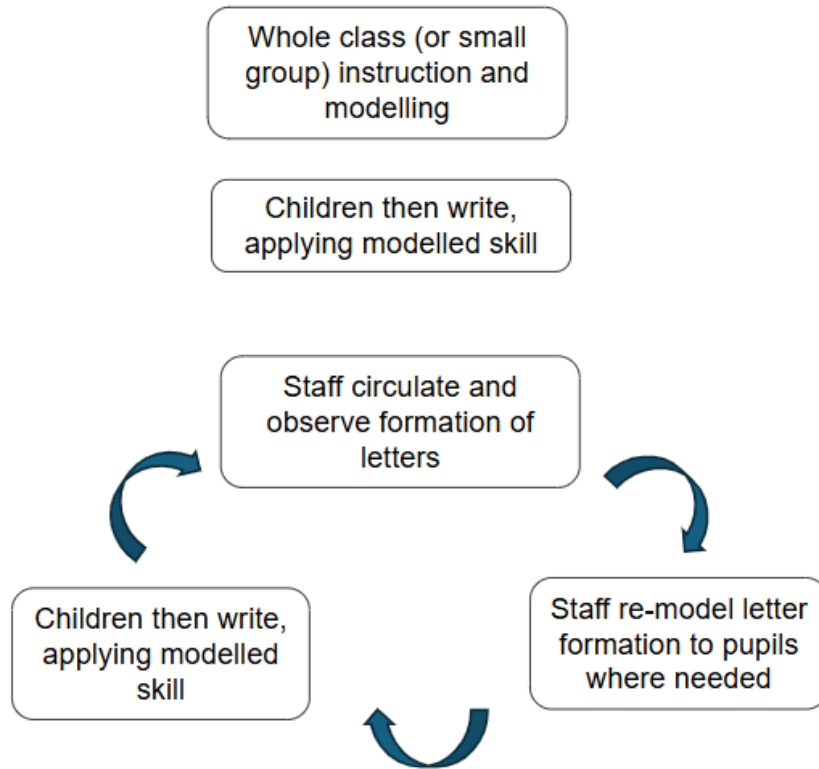 Whole class (or small
group) instruction and
modelling
Children then write,
applying modelled skill
Staff circulate and
observe formation of
letters
Children then write,
applying modelled
skill
Staff re-model letter
formation to pupils
where needed